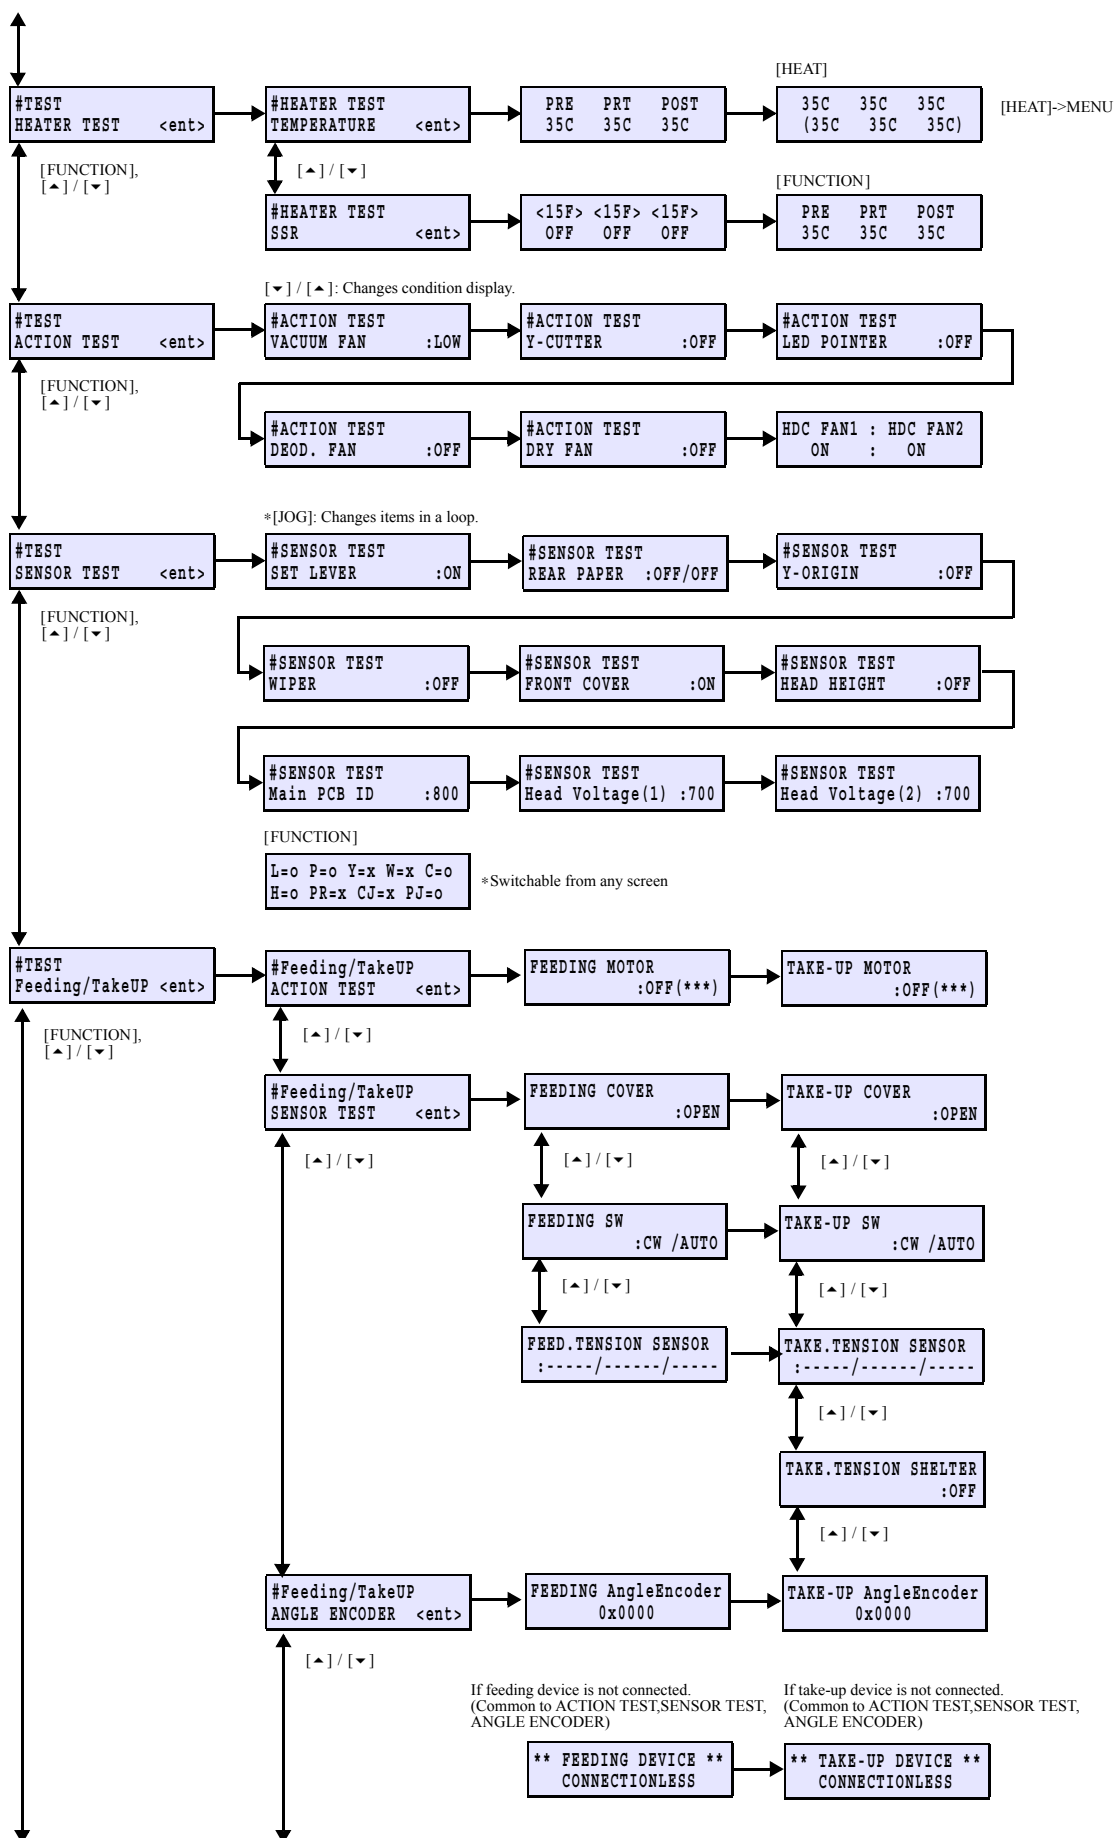 [HEAT]
#TEST
HEATER TEST <ent>
#HEATER TEST
TEMPERATURE <ent>
PRE PRT POST
35C 35C 35C
35C 35C 35C
(35C 35C 35C)
[HEAT]->MENU
[FUNCTION],
[▲] / [▼]
[▲] / [▼]
[FUNCTION]
#HEATER TEST
SSR <ent>
<15F> <15F> <15F>
OFF OFF OFF
PRE PRT POST
35C 35C 35C
[▼] / [▲]: Changes condition display.
#TEST
ACTION TEST <ent>
#ACTION TEST
VACUUM FAN :LOW
#ACTION TEST
Y-CUTTER :OFF
#ACTION TEST
LED POINTER :OFF
[FUNCTION],
[▲] / [▼]
#ACTION TEST
DEOD. FAN :OFF
#ACTION TEST
DRY FAN :OFF
HDC FAN1 : HDC FAN2
ON : ON
*[JOG]: Changes items in a loop.
#TEST
SENSOR TEST <ent>
#SENSOR TEST
SET LEVER :ON
#SENSOR TEST
REAR PAPER :OFF/OFF
#SENSOR TEST
Y-ORIGIN :OFF
[FUNCTION],
[▲] / [▼]
#SENSOR TEST
WIPER :OFF
#SENSOR TEST
FRONT COVER :ON
#SENSOR TEST
HEAD HEIGHT :OFF
#SENSOR TEST
Main PCB ID :800
#SENSOR TEST
Head Voltage(1) :700
#SENSOR TEST
Head Voltage(2) :700
[FUNCTION]
L=o P=o Y=x W=x C=o
H=o PR=x CJ=x PJ=o
*Switchable from any screen
#TEST
Feeding/TakeUP <ent>
#Feeding/TakeUP
ACTION TEST <ent>
FEEDING MOTOR
:OFF(***)
TAKE-UP MOTOR
:OFF(***)
[FUNCTION],
[▲] / [▼]
[▲] / [▼]
#Feeding/TakeUP
SENSOR TEST <ent>
FEEDING COVER
:OPEN
TAKE-UP COVER
:OPEN
[▲] / [▼]
[▲] / [▼]
[▲] / [▼]
FEEDING SW
:CW /AUTO
TAKE-UP SW
:CW /AUTO
[▲] / [▼]
[▲] / [▼]
FEED.TENSION SENSOR
:-----/------/-----
TAKE.TENSION SENSOR
:-----/------/-----
[▲] / [▼]
TAKE.TENSION SHELTER
:OFF
[▲] / [▼]
#Feeding/TakeUP
ANGLE ENCODER <ent>
FEEDING AngleEncoder
0x0000
TAKE-UP AngleEncoder
0x0000
[▲] / [▼]
If feeding device is not connected.
(Common to ACTION TEST,SENSOR TEST,
ANGLE ENCODER)
If take-up device is not connected.
(Common to ACTION TEST,SENSOR TEST,
ANGLE ENCODER)
** FEEDING DEVICE **
CONNECTIONLESS
** TAKE-UP DEVICE **
CONNECTIONLESS